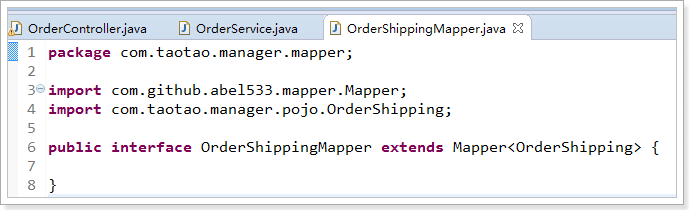 OrderController.java OrderService.java OrderShippingMapper.java
1 package com.taotao.manager.mapper;
2
3 import com.github.abel533.mapper.Mapper;
4 import com.taotao.manager.pojo.OrderShipping;
5
6 public interface OrderShippingMapper extends Mapper<OrderShipping> {
7
8 }